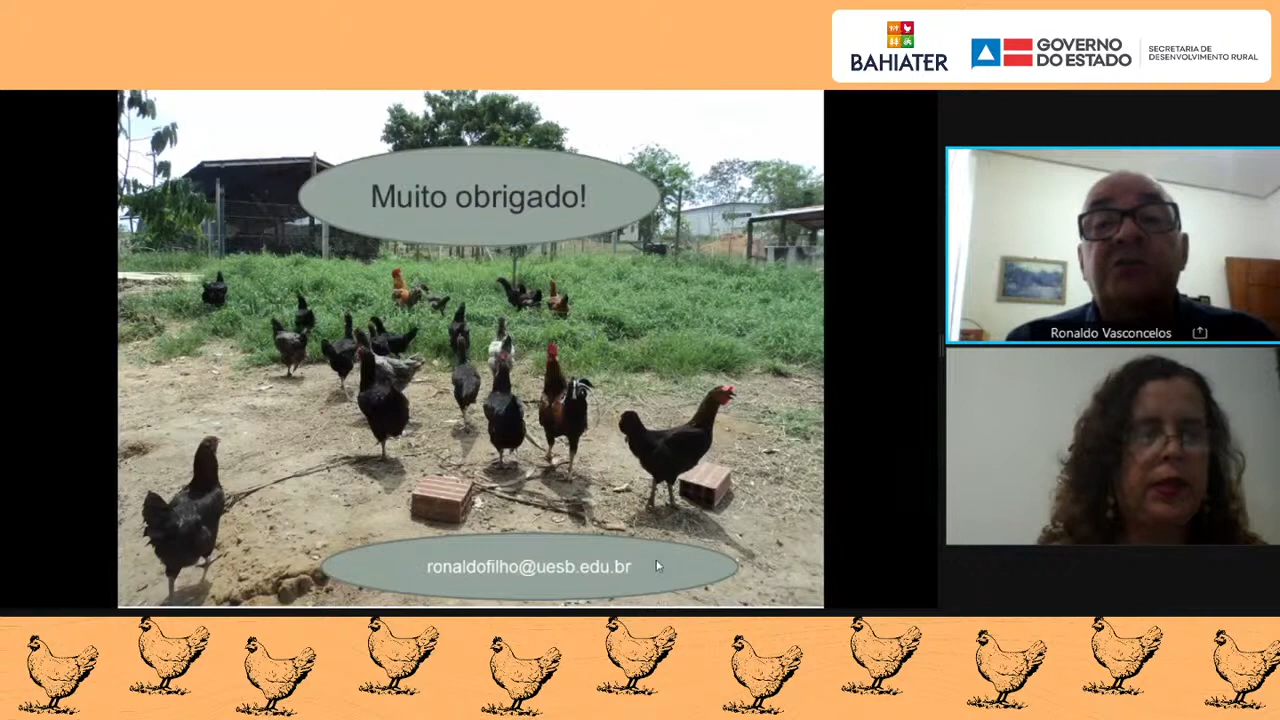 BAHIATER
GOVERNO
DO ESTADO
SECRETARIA DE
DESENVOLVIMENTO RURAL
Muito obrigado!
Ronaldo Vasconcelos
ronaldofilho@uesb.edu.br